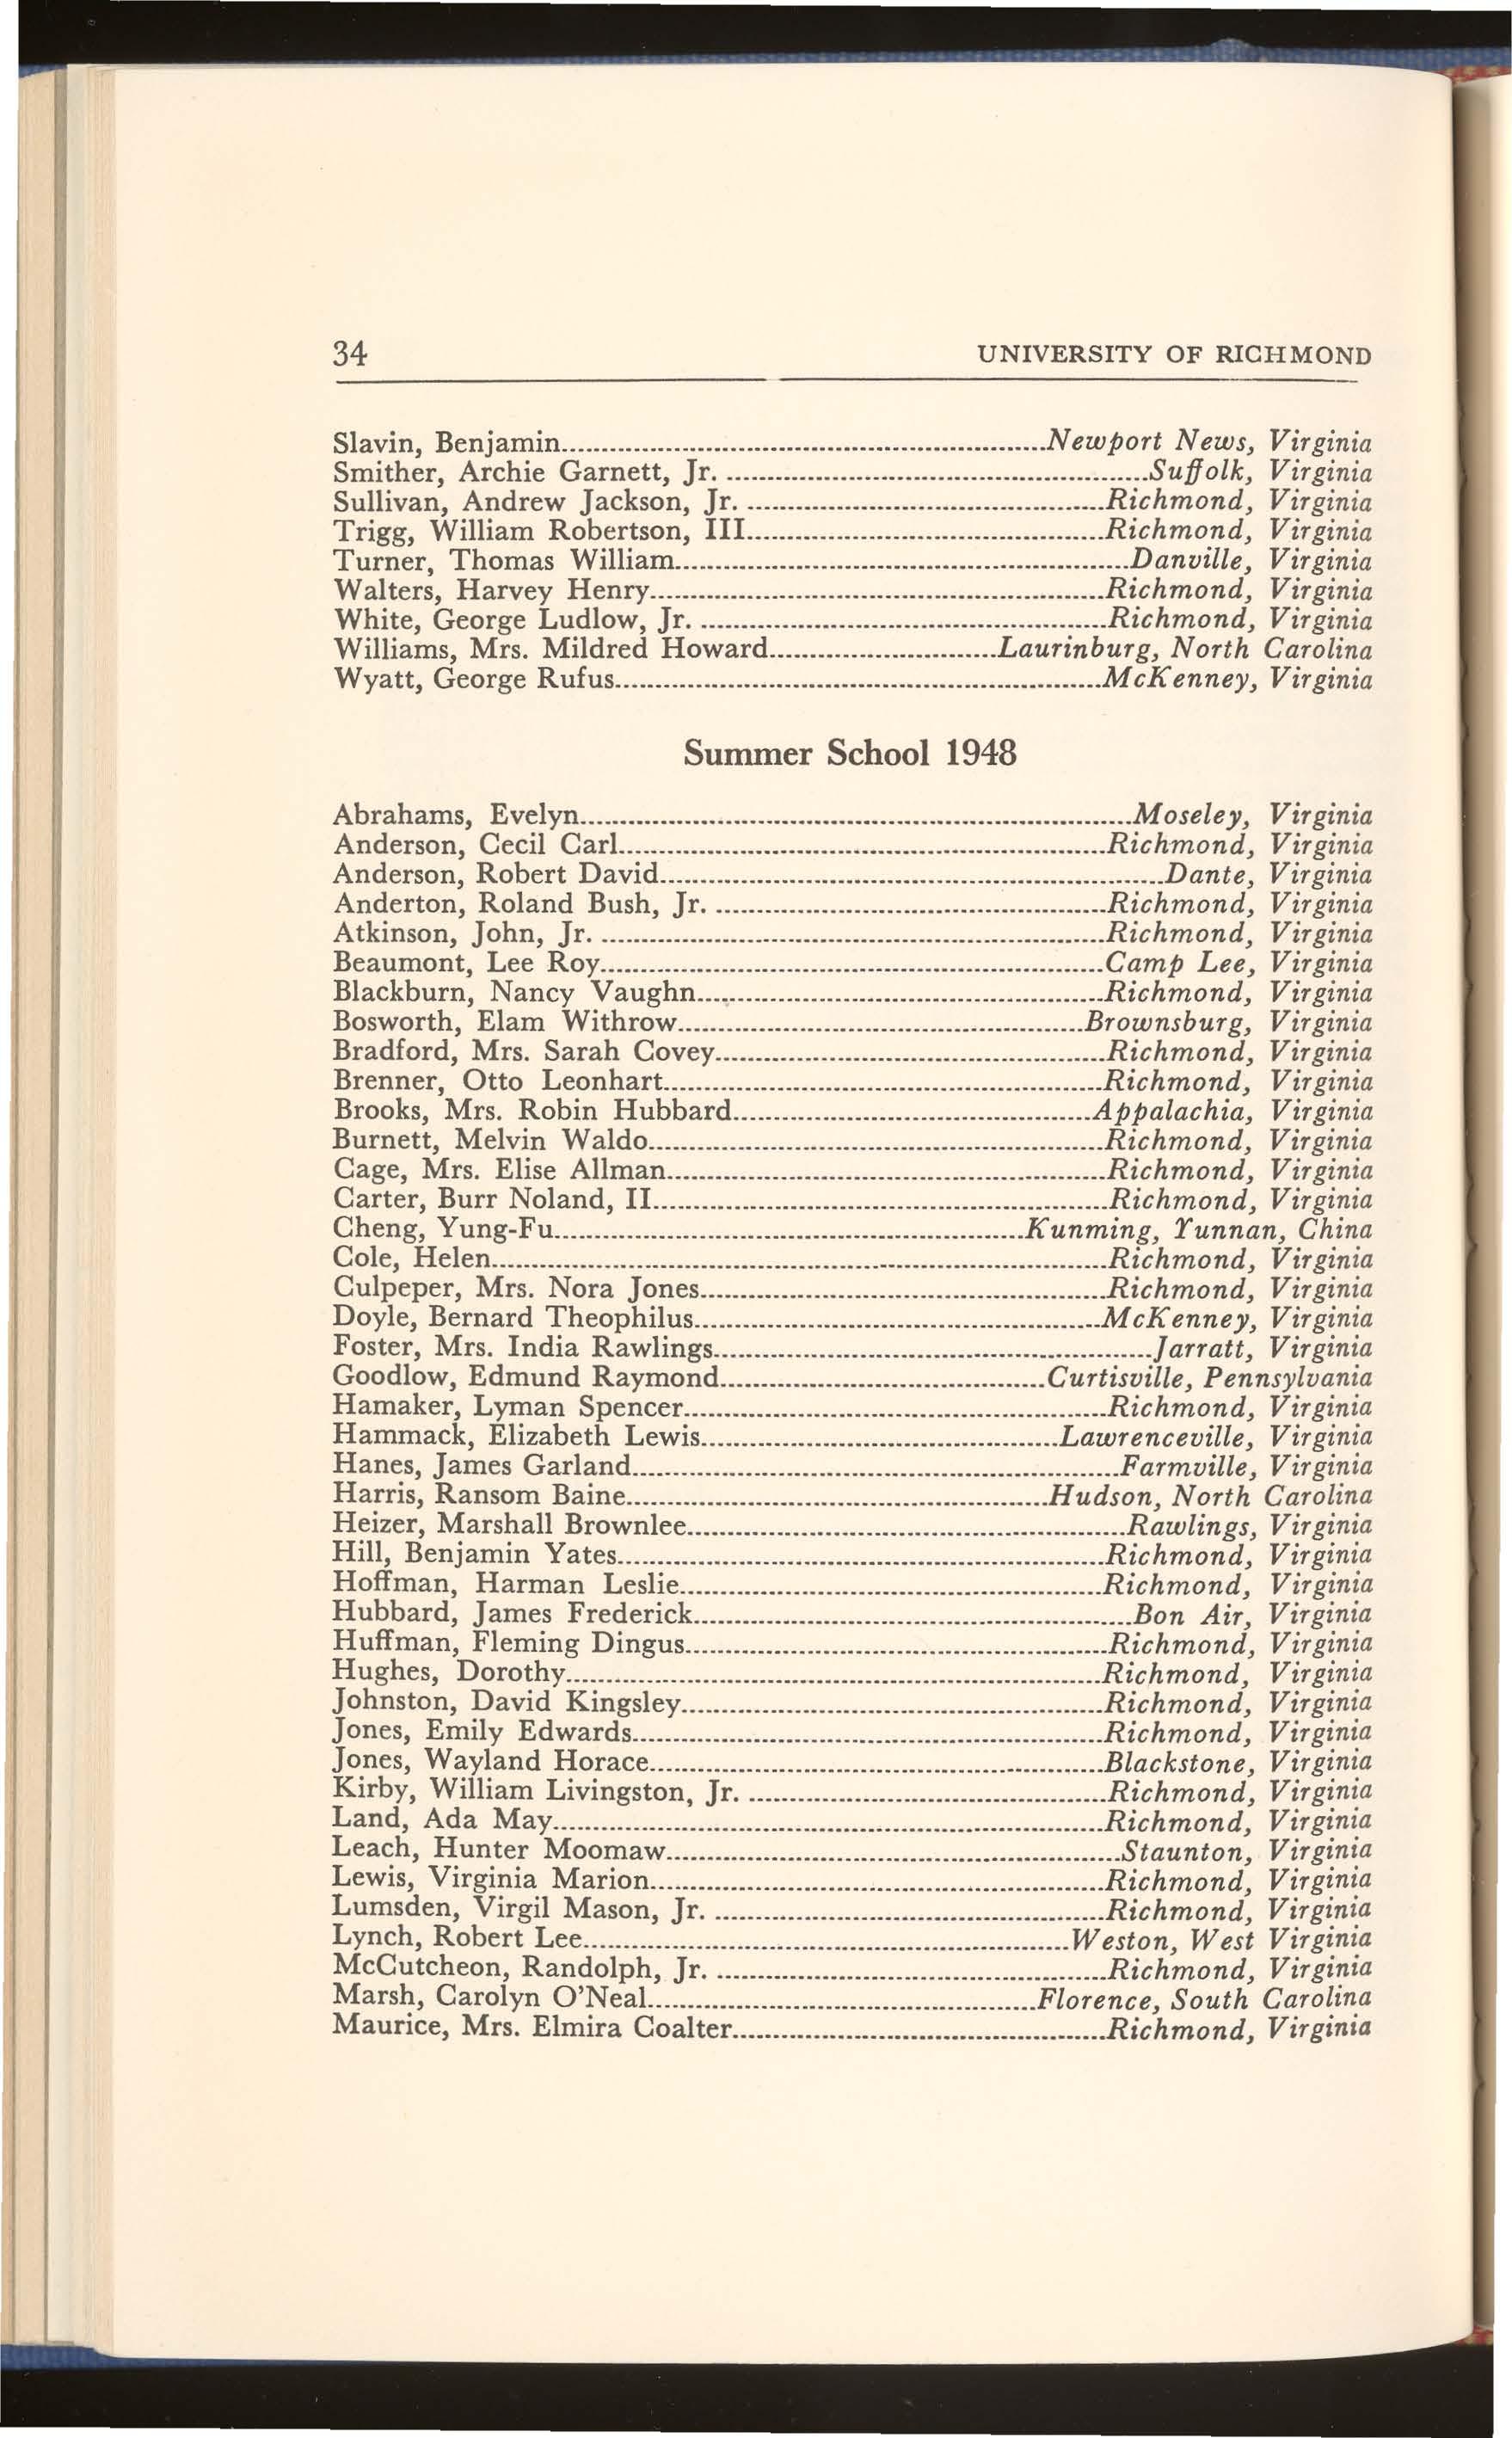 34 UNIVERSITY OF RICHMOND
Slavin, Benjamin........Newport News, Virginia
Smither, Archie Garnett, Jr. ........Suffolk, Virginia
Sullivan, Andrew Jackson, Jr. ........Richmond, Virginia
Trigg, William Robertson, III........Richmond, Virginia
Turner, Thomas William........Danville, Virginia
Walters, Harvey Henry........Richmond, Virginia
White, George Ludlow, Jr. ........Richmond, Virginia
Williams, Mrs. Mildred Howard........Laurinburg, North Carolina
Wyatt, George Rufus........McKenney, Virginia
Summer School 1948
Abrahams, Evelyn........Moseley, Virginia
Anderson, Cecil Carl........Richmond, Virginia
Anderson, Robert David........Dante, Virginia
Anderton, Roland Bush, Jr. ........Richmond, Virginia
Atkinson, John, Jr. ........Richmond, Virginia
Beaumont, Lee Roy........Camp Lee, Virginia
Blackburn, Nancy Vaughn........Richmond, Virginia
Bosworth, Elam Withrow........Brownsburg, Virginia
Bradford, Mrs. Sarah Covey........Richmond, Virginia
Brenner, Otto Leonhart........Richmond, Virginia
Brooks, Mrs. Robin Hubbard........Appalachia, Virginia
Burnett, Melvin Waldo........Richmond, Virginia
Cage, Mrs. Elise Allman........Richmond, Virginia
Carter, Burr Noland, II........Richmond, Virginia
Cheng, Yung-Fu........Kunming, Yunnan, China
Cole, Helen........Richmond, Virginia
Culpeper, Mrs. Nora Jones........Richmond, Virginia
Doyle, Bernard Theophilus........McKenney, Virginia
Foster, Mrs. India Rawlings........Jarratt, Virginia
Goodlow, Edmund Raymond........Curtisville, Pennsylvania
Hamaker, Lyman Spencer........Richmond, Virginia
Hammack, Elizabeth Lewis........Lawrenceville, Virginia
Hanes, James Garland........Farmville, Virginia
Harris, Ransom Baine........Hudson, North Carolina
Heizer, Marshall Brownlee........Rawlings, Virginia
Hill, Benjamin Yates........Richmond, Virginia
Hoffman, Harman Leslie........Richmond, Virginia
Hubbard, James Frederick........Bon Air, Virginia
Huffman, Fleming Dingus........Richmond, Virginia
Hughes, Dorothy........Richmond, Virginia
Johnston, David Kingsley........Richmond, Virginia
Jones, Emily Edwards........Richmond, Virginia
Jones, Wayland Horace........Blackstone, Virginia
Kirby, William Livingston, Jr. ........Richmond, Virginia
Land, Ada May........Richmond, Virginia
Leach, Hunter Moomaw........Staunton, Virginia
Lewis, Virginia Marion........Richmond, Virginia
Lumsden, Virgil Mason, Jr. ........Richmond, Virginia
Lynch, Robert Lee........Weston, West Virginia
McCutcheon, Randolph, Jr. ........Richmond, Virginia
Marsh, Carolyn O'Neal........Florence, South Carolina
Maurice, Mrs. Elmira Coalter........Richmond, Virginia